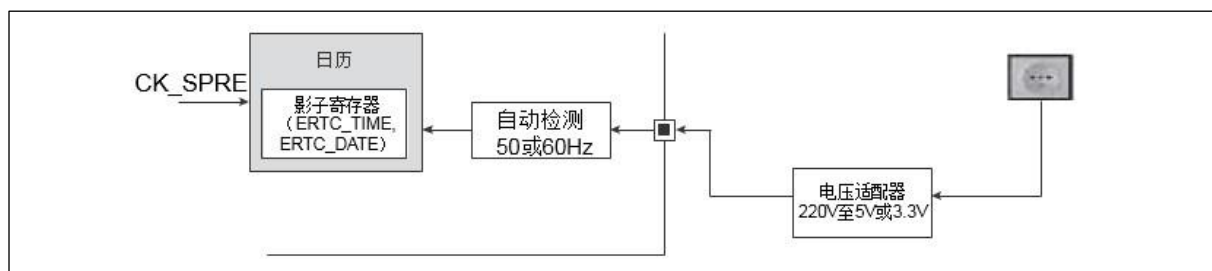 日历
CK_SPRE
影子寄存器
（ERTC_TIME,
ERTC_DATE）
自动检测
50或60Hz
电压适配器
220V至5V或3.3V